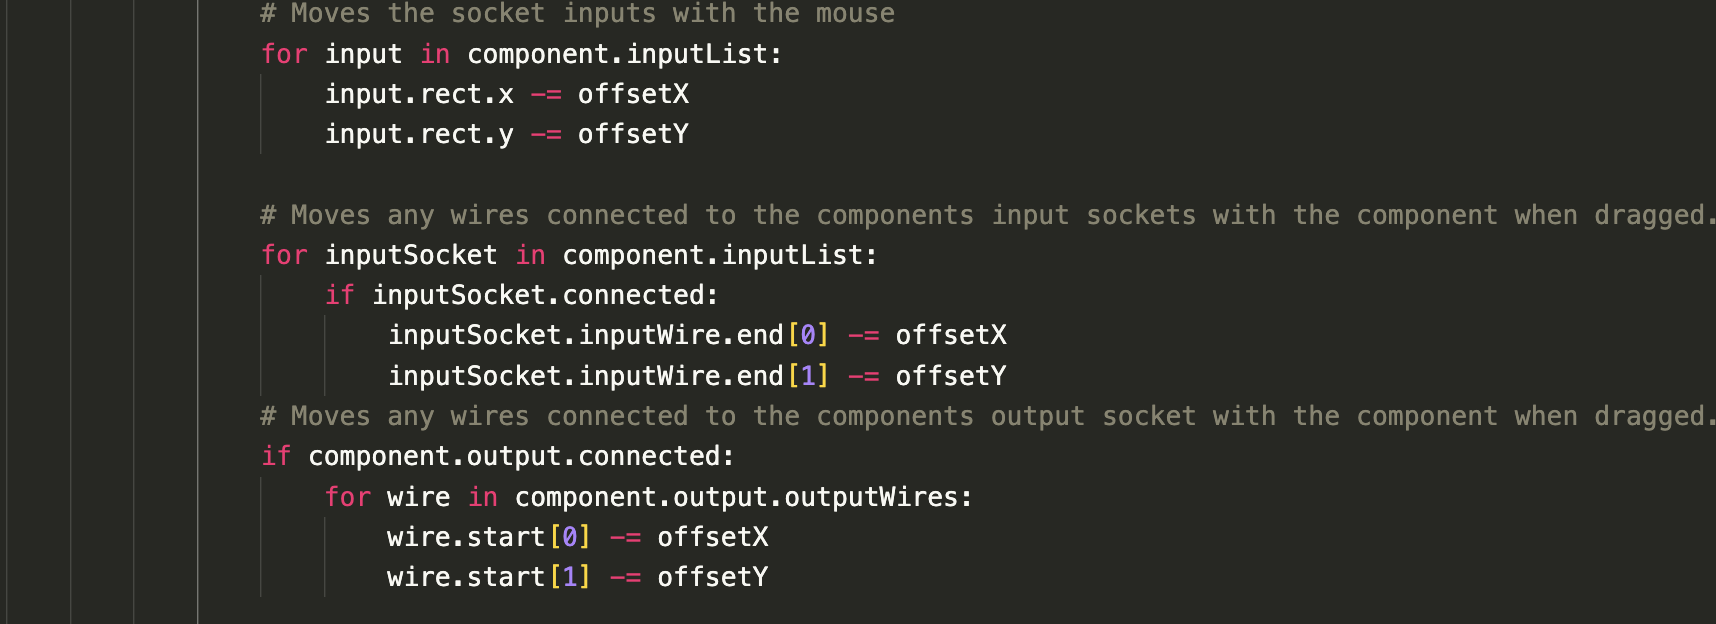 # Moves the socket inputs with the mouse
for input in component.inputList:
    input.rect.x -= offsetX
    input.rect.y -= offsetY

# Moves any wires connected to the components input sockets with the component when dragged.
for inputSocket in component.inputList:
    if inputSocket.connected:
        inputSocket.inputWire.end[0] -= offsetX
        inputSocket.inputWire.end[1] -= offsetY
# Moves any wires connected to the components output socket with the component when dragged.
if component.output.connected:
    for wire in component.output.outputWires:
        wire.start[0] -= offsetX
        wire.start[1] -= offsetY